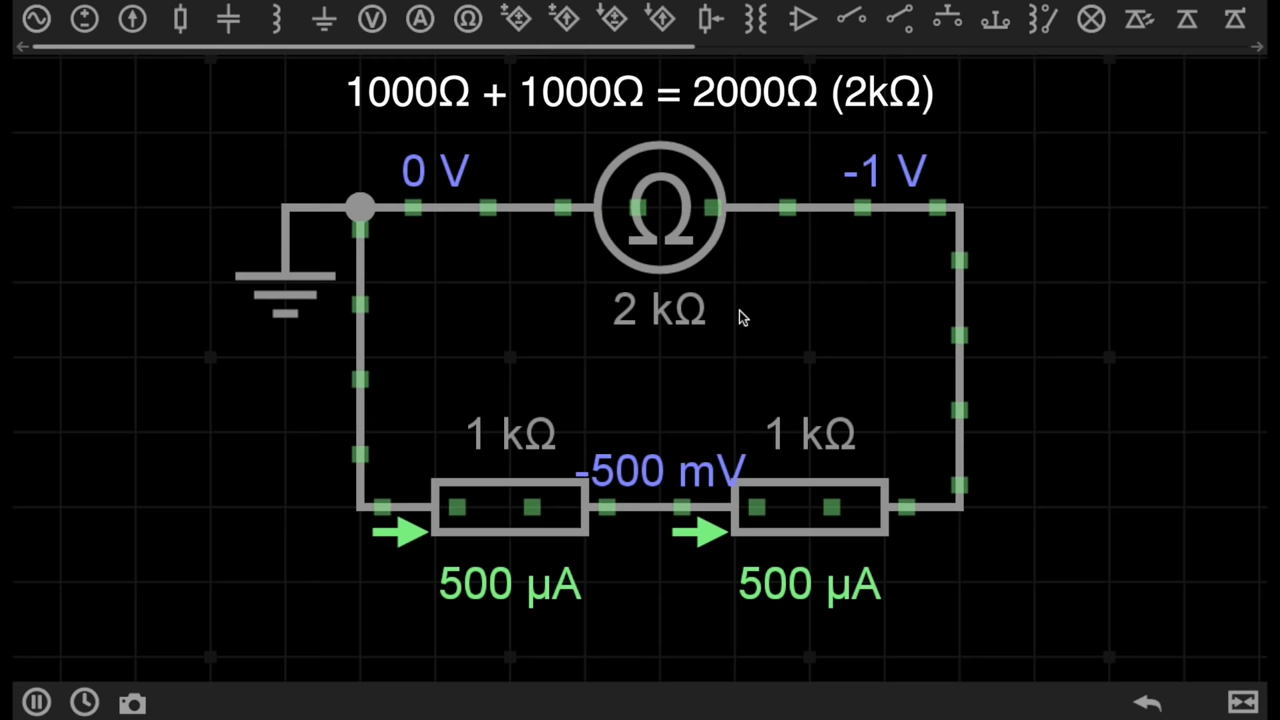 V A Ω
1000Ω + 1000Ω = 2000Ω (2kΩ)
0 V
-1 V
Ω
2 kΩ
1 kΩ
1 kΩ
-500 mV
500 µA
500 µA